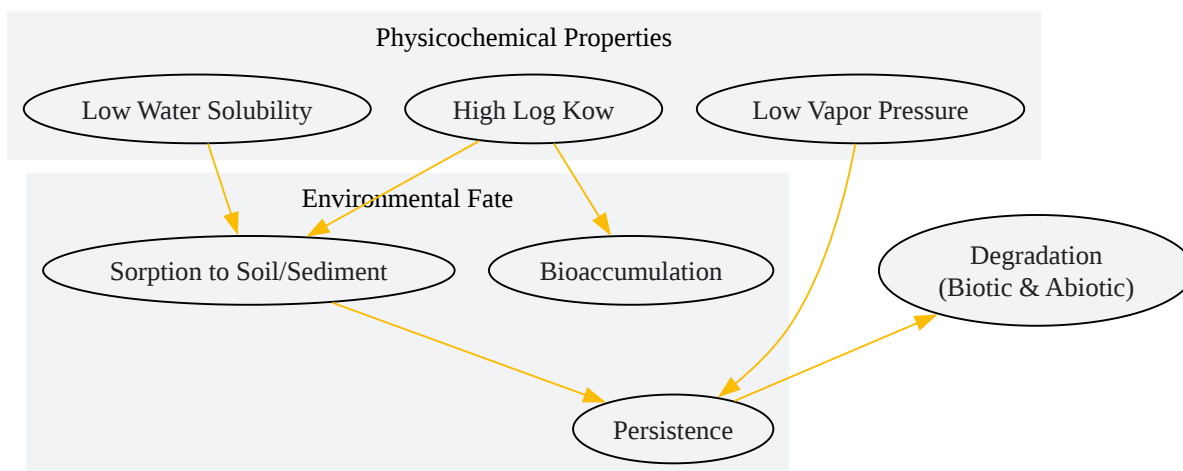 Physicochemical Properties
Low Water Solubility
High Log Kow
Low Vapor Pressure
Environmental Fate
Sorption to Soil/Sediment
Bioaccumulation
Degradation
(Biotic & Abiotic)
Persistence